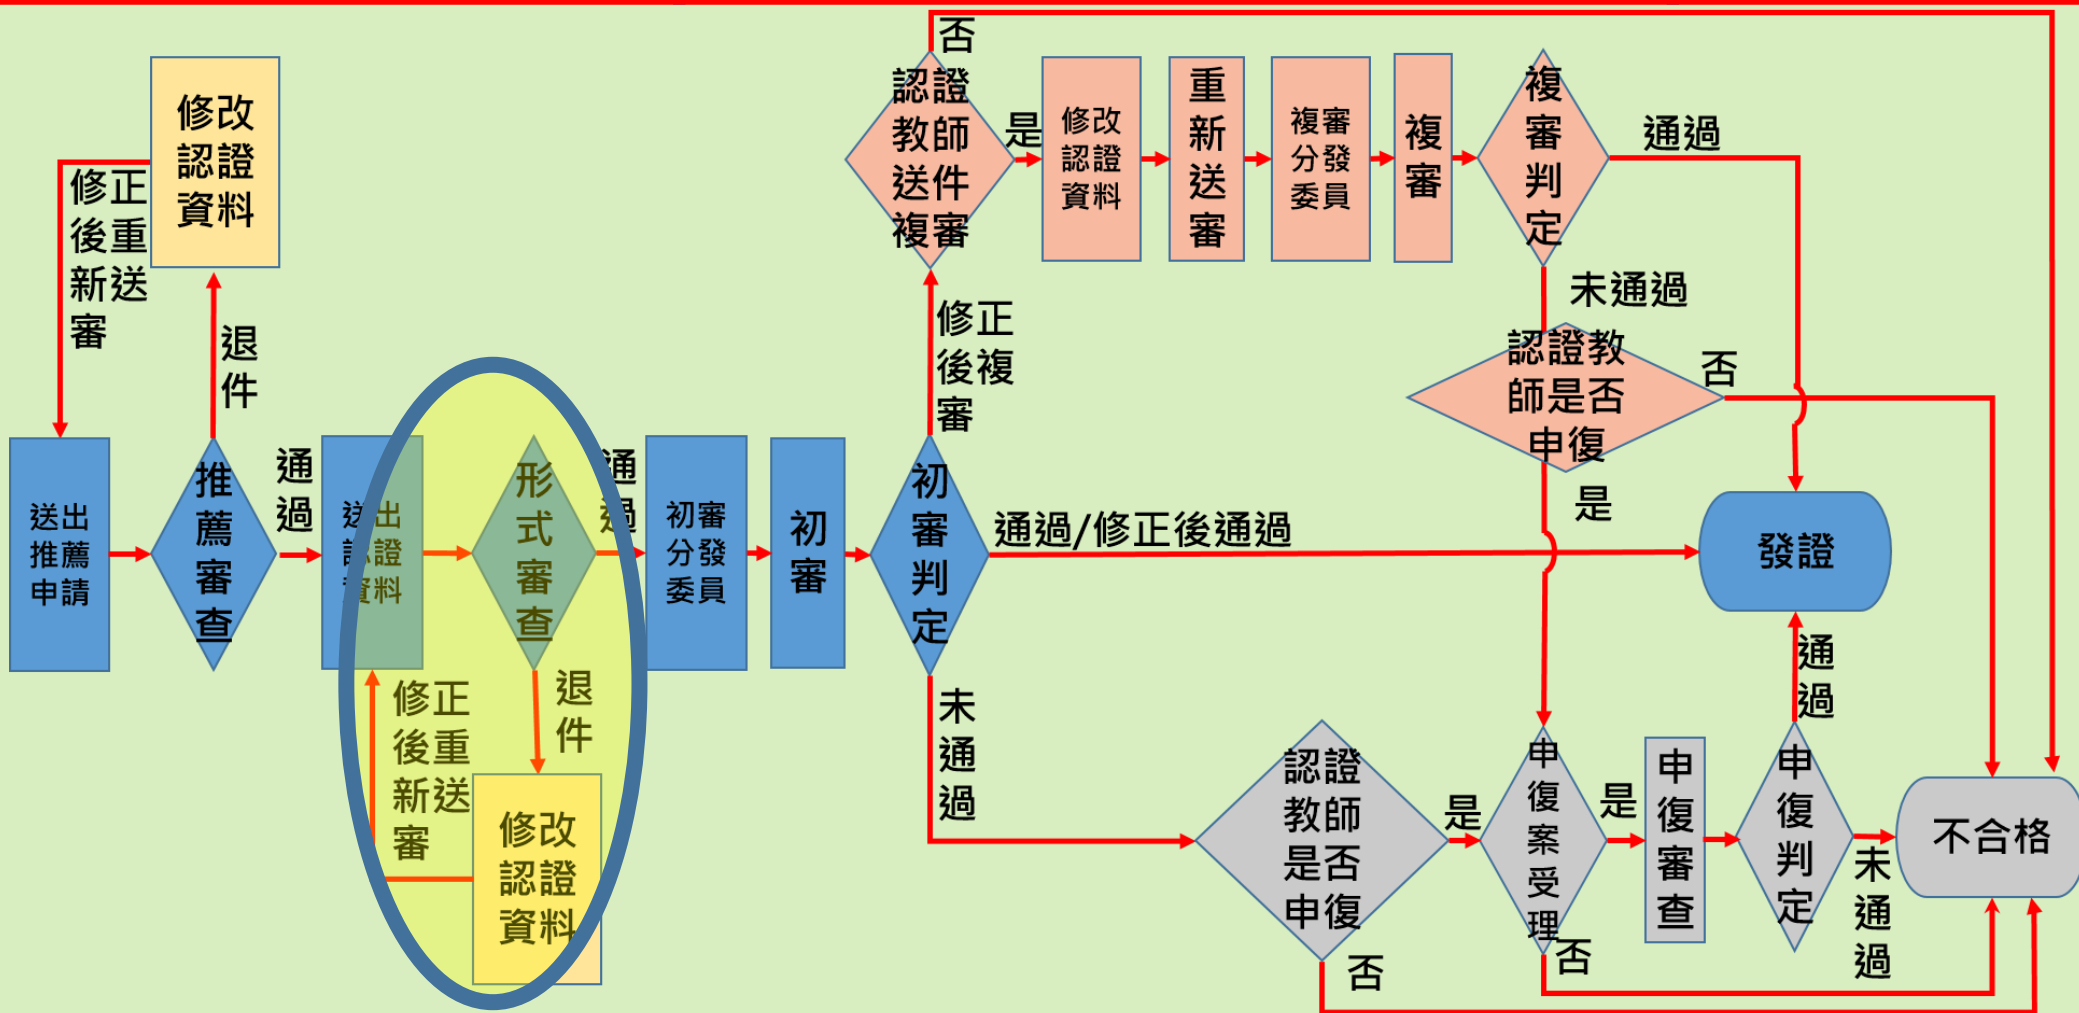 修改
認證
資料
修正
後重
新送
審
退
件
送出
推薦
申請
推
薦
審
查
通
過
送出
認證
資料
形
式
審
查
通
過
退
件
修正
後重
新送
審
修改
認證
資料
初審
分發
委員
初
審
初
審
判
定
修正
後複
審
認證
教師
送件
複審
否
是
修改
認證
資料
重
新
送
審
複審
分發
委員
複
審
複
審
判
定
通過
未通過
認證教
師是否
申復
否
是
通過/修正後通過
發證
未
通
過
認證
教師
是否
申復
是
否
申
復
案
受
理
是
否
申
復
審
查
申
復
判
定
通
過
未
通
過
不合格